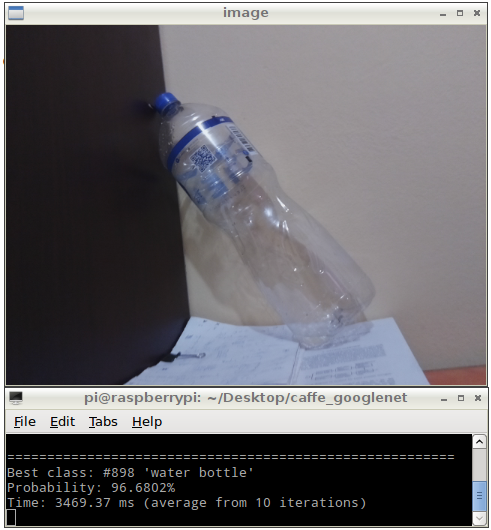 image
pi@raspberrypi: ~/Desktop/caffe_googlenet
File Edit Tabs Help
=========================================================
Best class: #898 'water bottle'
Probability: 96.6802%
Time: 3469.37 ms (average from 10 iterations)